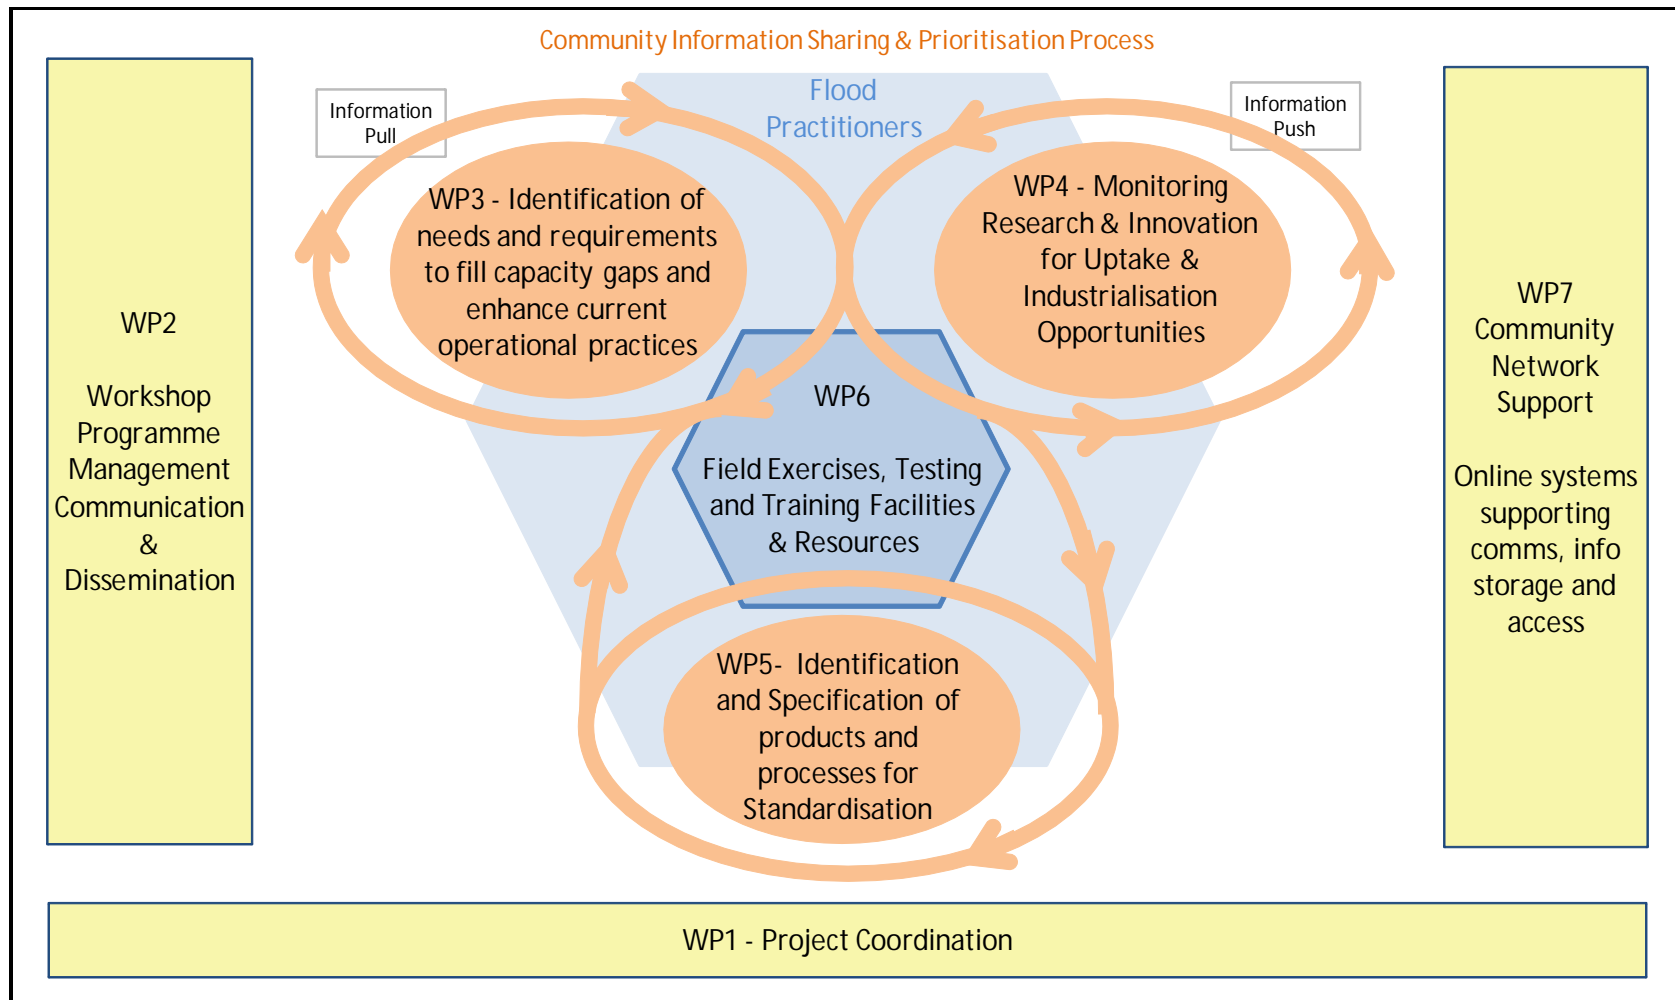 Community Information Sharing & Prioritisation Process
Flood
Practitioners
Information
Pull
Information
Push
WP2
Workshop
Programme
Management
Communication
&
Dissemination
WP3 - Identification of
needs and requirements
to fill capacity gaps and
enhance current
operational practices
WP4 - Monitoring
Research & Innovation
for Uptake &
Industrialisation
Opportunities
WP6
Field Exercises, Testing
and Training Facilities
& Resources
WP5- Identification
and Specification of
products and
processes for
Standardisation
WP7
Community
Network
Support
Online systems
supporting
comms, info
storage and
access
WP1 - Project Coordination